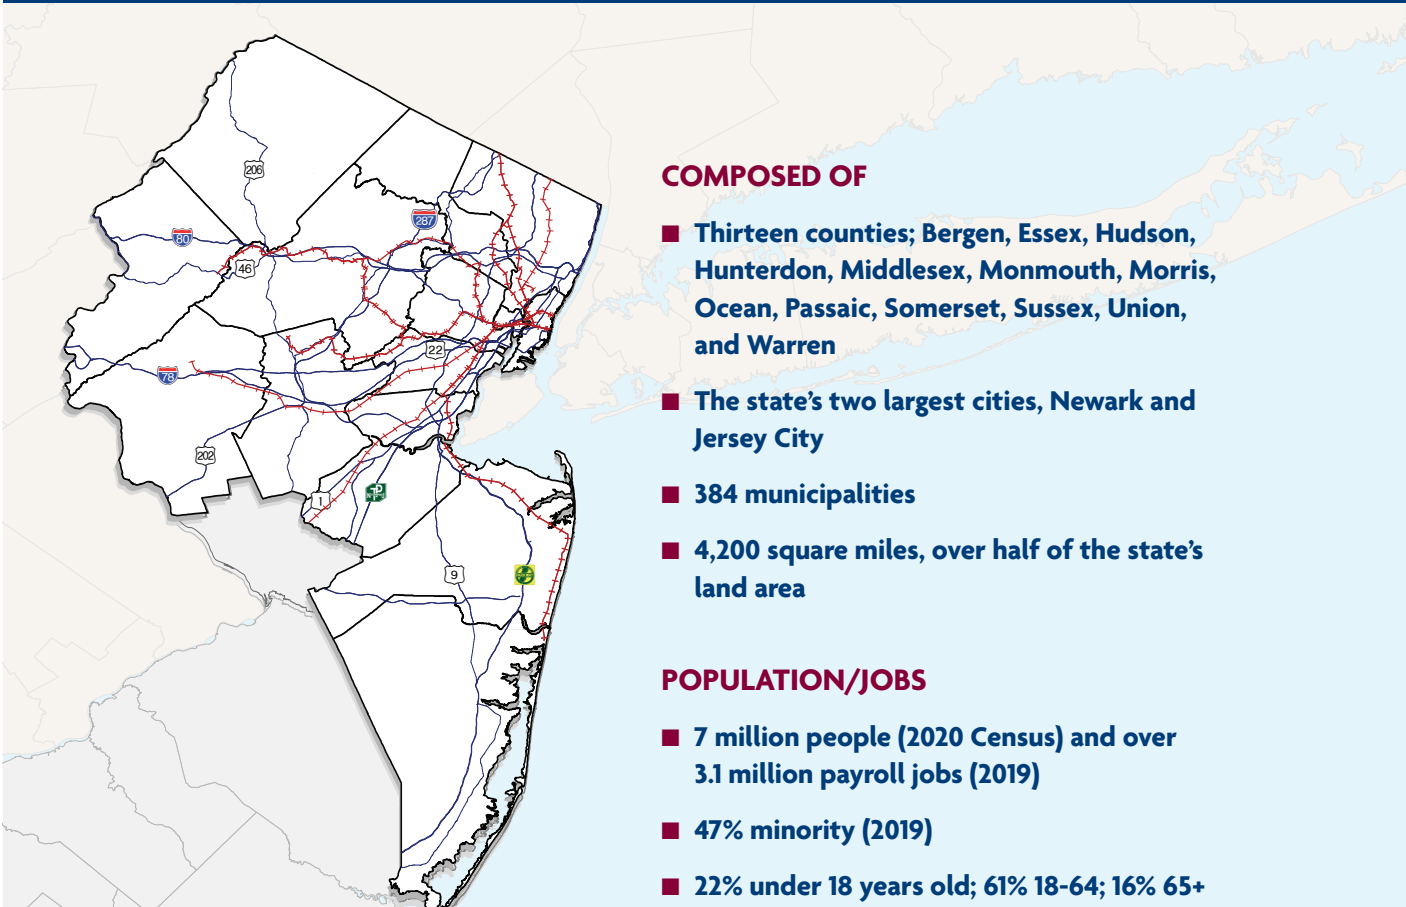 206
287
80
46
22
78
202
1
9
COMPOSED OF
■ Thirteen counties; Bergen, Essex, Hudson,
Hunterdon, Middlesex, Monmouth, Morris,
Ocean, Passaic, Somerset, Sussex, Union,
and Warren
■ The state’s two largest cities, Newark and
Jersey City
■ 384 municipalities
■ 4,200 square miles, over half of the state’s
land area
POPULATION/JOBS
■ 7 million people (2020 Census) and over
3.1 million payroll jobs (2019)
■ 47% minority (2019)
■ 22% under 18 years old; 61% 18-64; 16% 65+